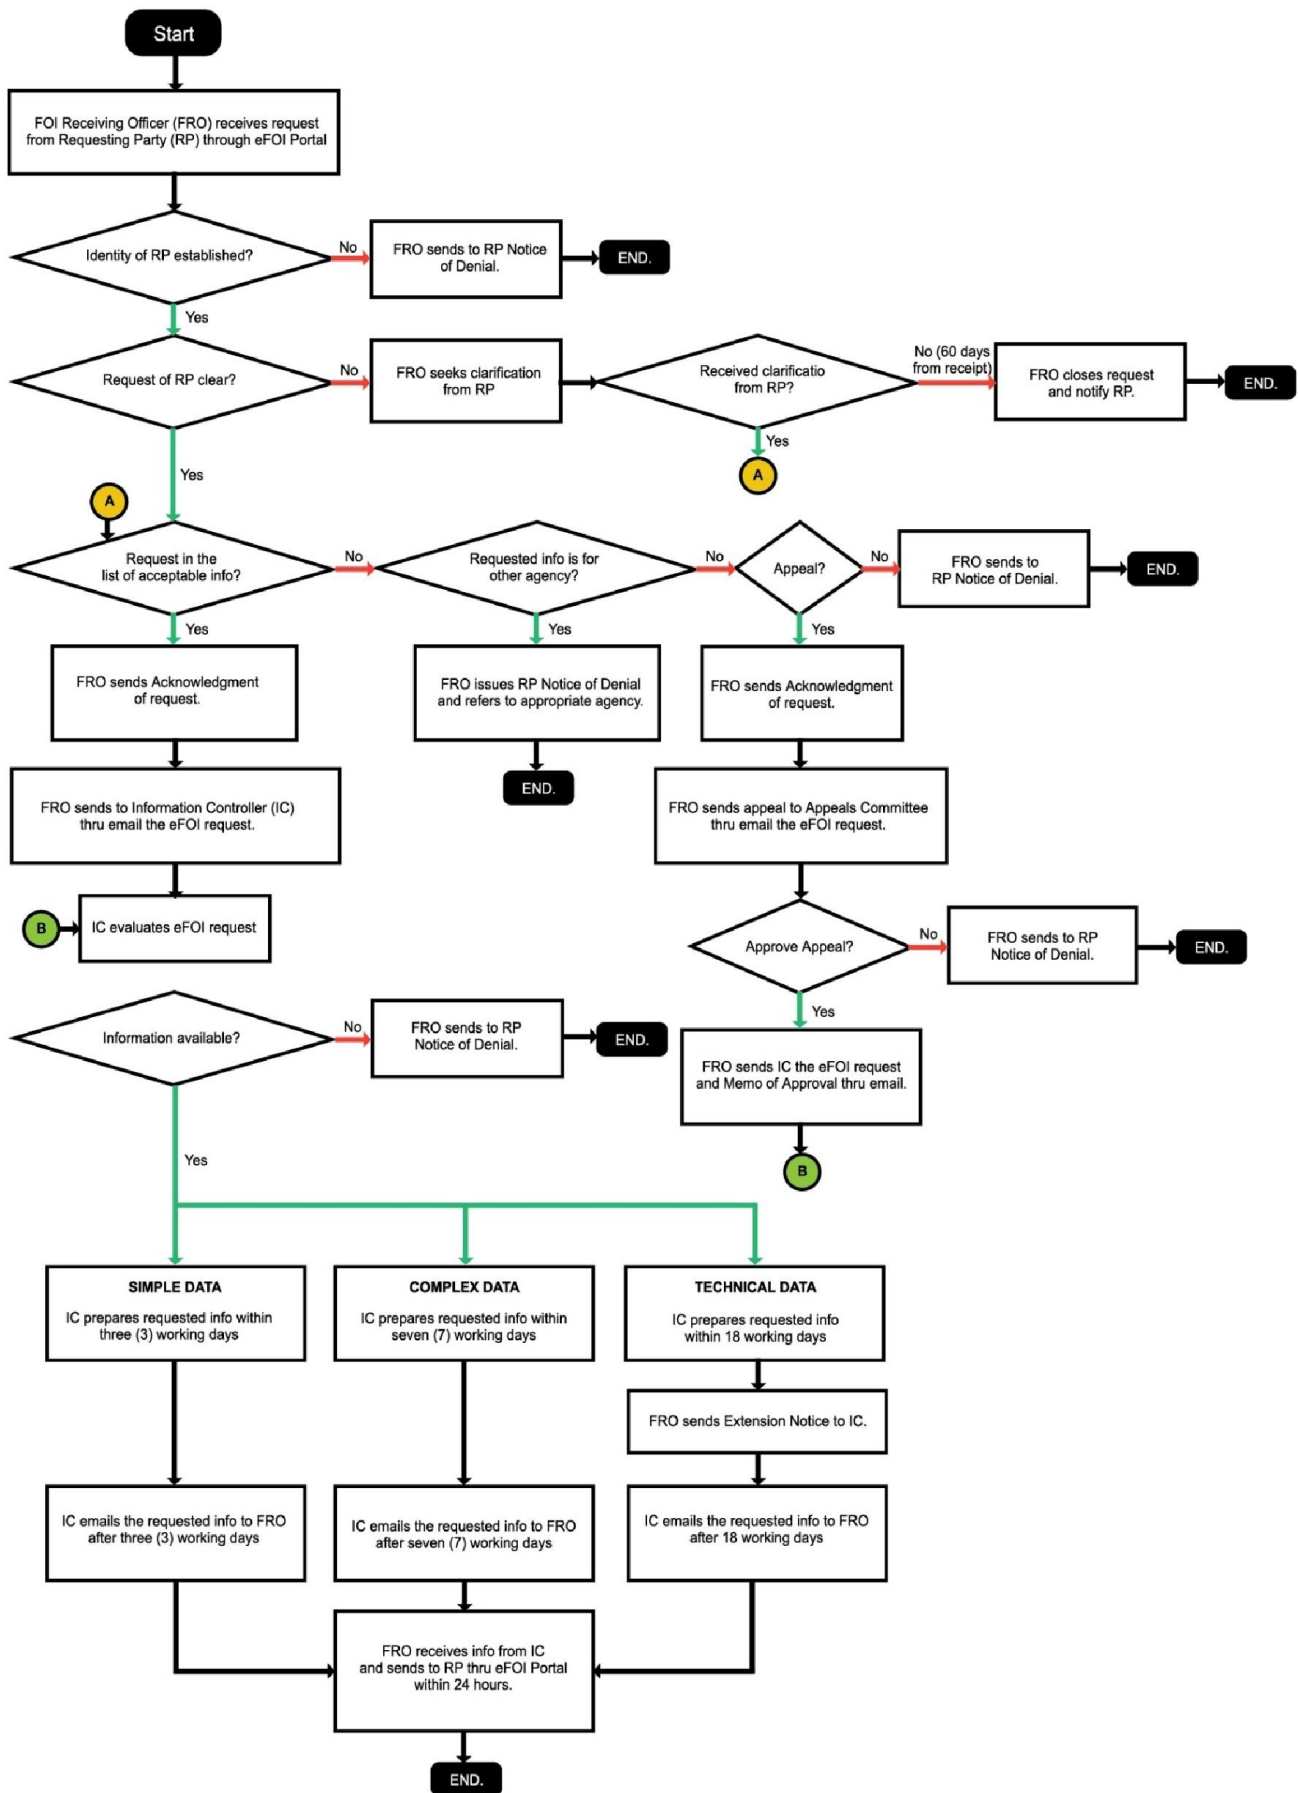 Start
FOI Receiving Officer (FRO) receives request
from Requesting Party (RP) through eFOI Portal
Identity of RP established?
No
FRO sends to RP Notice
of Denial.
END.
Yes
Request of RP clear?
No
FRO seeks clarification
from RP
Received clarificatio
from RP?
No (60 days
from receipt)
FRO closes request
and notify RP.
END.
Yes
A
Yes
A
Request in the
list of acceptable info?
No
Requested info is for
other agency?
No
Appeal?
No
FRO sends to
RP Notice of Denial.
END.
Yes
Yes
Yes
FRO sends Acknowledgment
of request.
FRO issues RP Notice of Denial
and refers to appropriate agency.
FRO sends Acknowledgment
of request.
END.
FRO sends to Information Controller (IC)
thru email the eFOI request.
FRO sends appeal to Appeals Committee
thru email the eFOI request.
B
IC evaluates eFOI request
Approve Appeal?
No
FRO sends to RP
Notice of Denial.
END.
Yes
Information available?
No
FRO sends to RP
Notice of Denial.
END.
FRO sends IC the eFOI request
and Memo of Approval thru email.
B
Yes
SIMPLE DATA
IC prepares requested info within
three (3) working days
COMPLEX DATA
IC prepares requested info within
seven (7) working days
TECHNICAL DATA
IC prepares requested info
within 18 working days
FRO sends Extension Notice to IC.
IC emails the requested info to FRO
after three (3) working days
IC emails the requested info to FRO
after seven (7) working days
IC emails the requested info to FRO
after 18 working days
FRO receives info from IC
and sends to RP thru eFOI Portal
within 24 hours.
END.